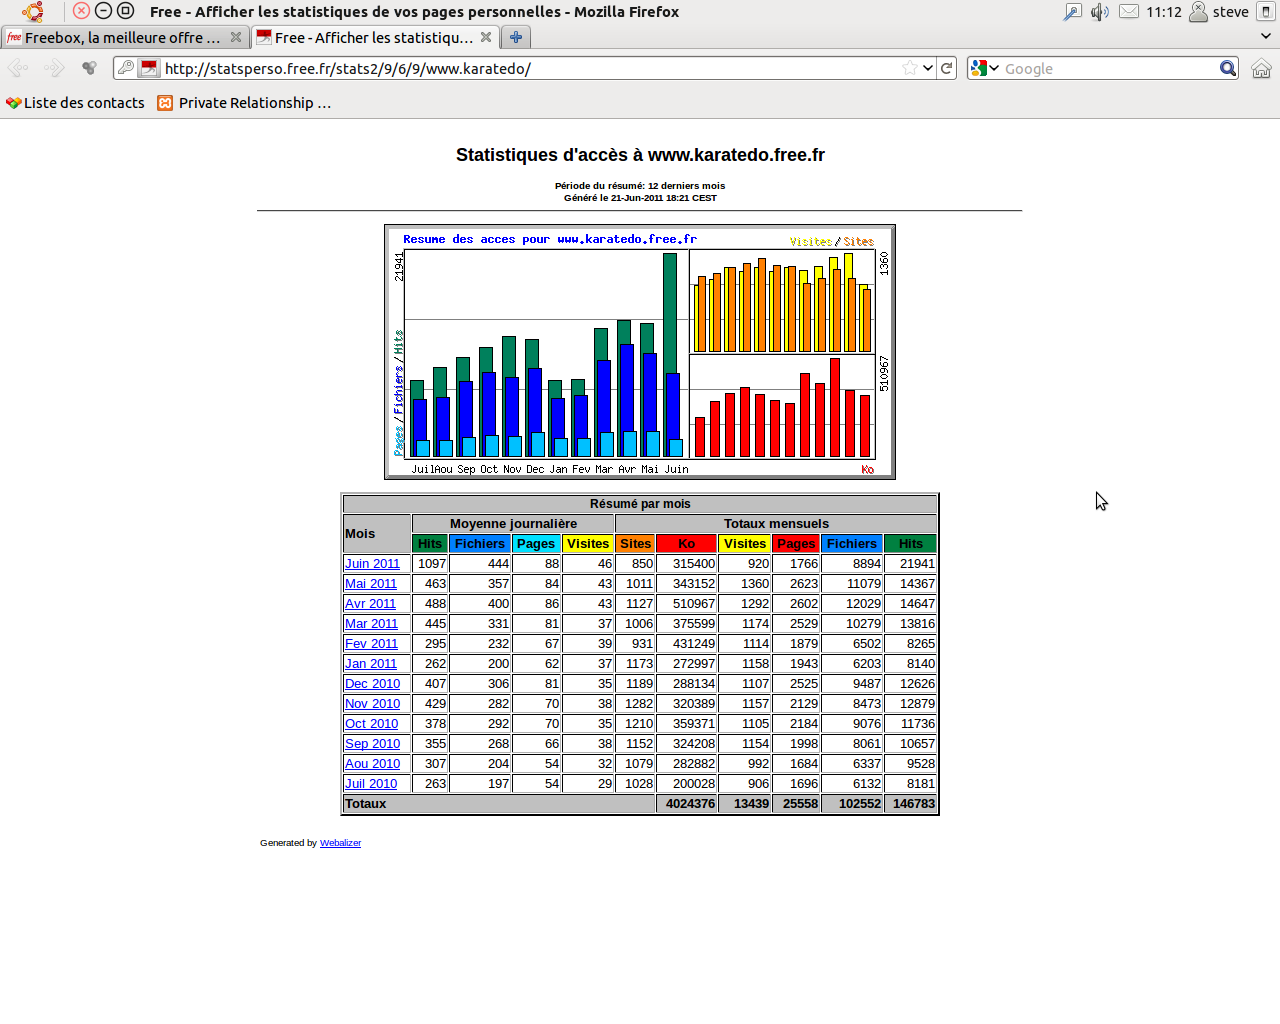 Free - Afficher les statistiques de vos pages personnelles - Mozilla Firefox
11:12 steve
Freebox, la meilleure offre ...
Free - Afficher les statistiqu...
http://statsperso.free.fr/stats2/9/6/9/www.karatedo/
Google
Liste des contacts
Private Relationship ...
Statistiques d'accès à www.karatedo.free.fr
Période du résumé: 12 derniers mois
Généré le 21-Jun-2011 18:21 CEST
Resume des acces pour www.karatedo.free.fr
Visites / Sites
21941
1360
Pages / Fichiers / Hits
510967
Juil Aou Sep Oct Nov Dec Jan Fev Mar Avr Mai Juin
Ko
Résumé par mois
Mois Moyenne journalière Totaux mensuels
Hits Fichiers Pages Visites Sites Ko Visites Pages Fichiers Hits
Juin 2011 1097 444 88 46 850 315400 920 1766 8894 21941
Mai 2011 463 357 84 43 1011 343152 1360 2623 11079 14367
Avr 2011 488 400 86 43 1127 510967 1292 2602 12029 14647
Mar 2011 445 331 81 37 1006 375599 1174 2529 10279 13816
Fev 2011 295 232 67 39 931 431249 1114 1879 6502 8265
Jan 2011 262 200 62 37 1173 272997 1158 1943 6203 8140
Dec 2010 407 306 81 35 1189 288134 1107 2525 9487 12626
Nov 2010 429 282 70 38 1282 320389 1157 2129 8473 12879
Oct 2010 378 292 70 35 1210 359371 1105 2184 9076 11736
Sep 2010 355 268 66 38 1152 324208 1154 1998 8061 10657
Aou 2010 307 204 54 32 1079 282882 992 1684 6337 9528
Juil 2010 263 197 54 29 1028 200028 906 1696 6132 8181
Totaux 4024376 13439 25558 102552 146783
Generated by Webalizer